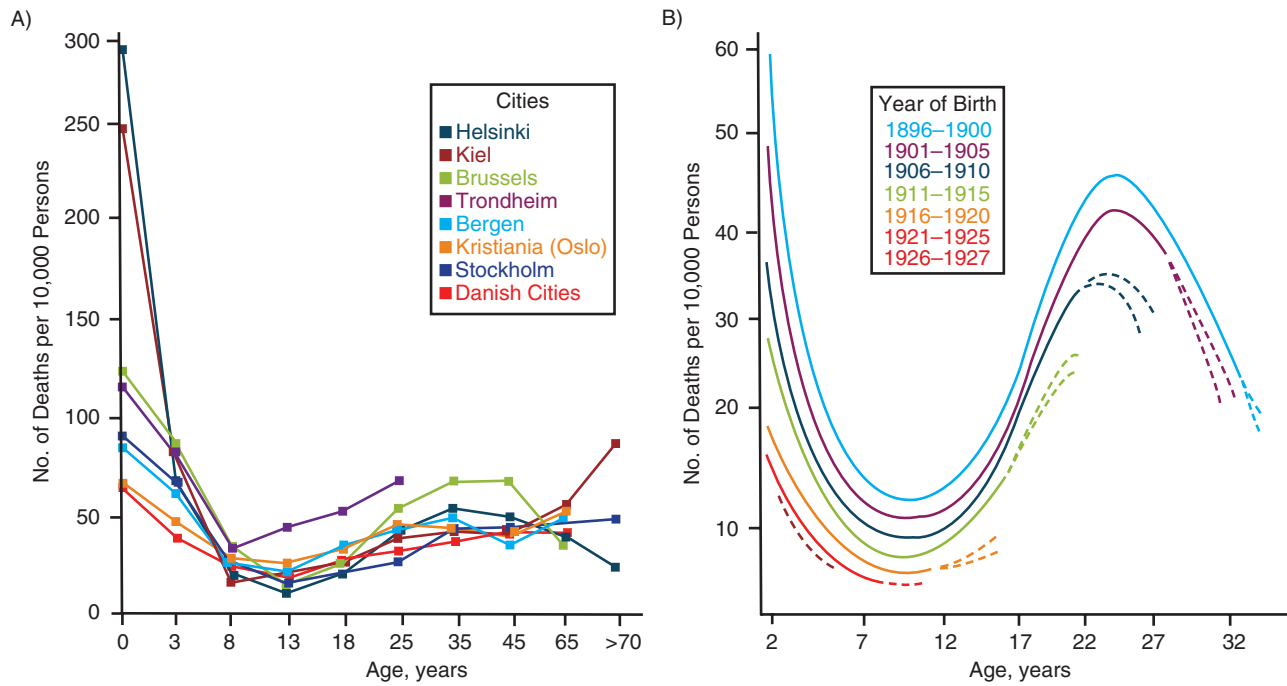 A)
No. of Deaths per 10,000 Persons
300
250
200
150
100
50
0
0 3 8 13 18 25 35 45 65 >70
Age, years
Cities
Helsinki
Kiel
Brussels
Trondheim
Bergen
Kristiania (Oslo)
Stockholm
Danish Cities
B)
No. of Deaths per 10,000 Persons
60
50
40
30
20
10
2 7 12 17 22 27 32
Age, years
Year of Birth
1896–1900
1901–1905
1906–1910
1911–1915
1916–1920
1921–1925
1926–1927